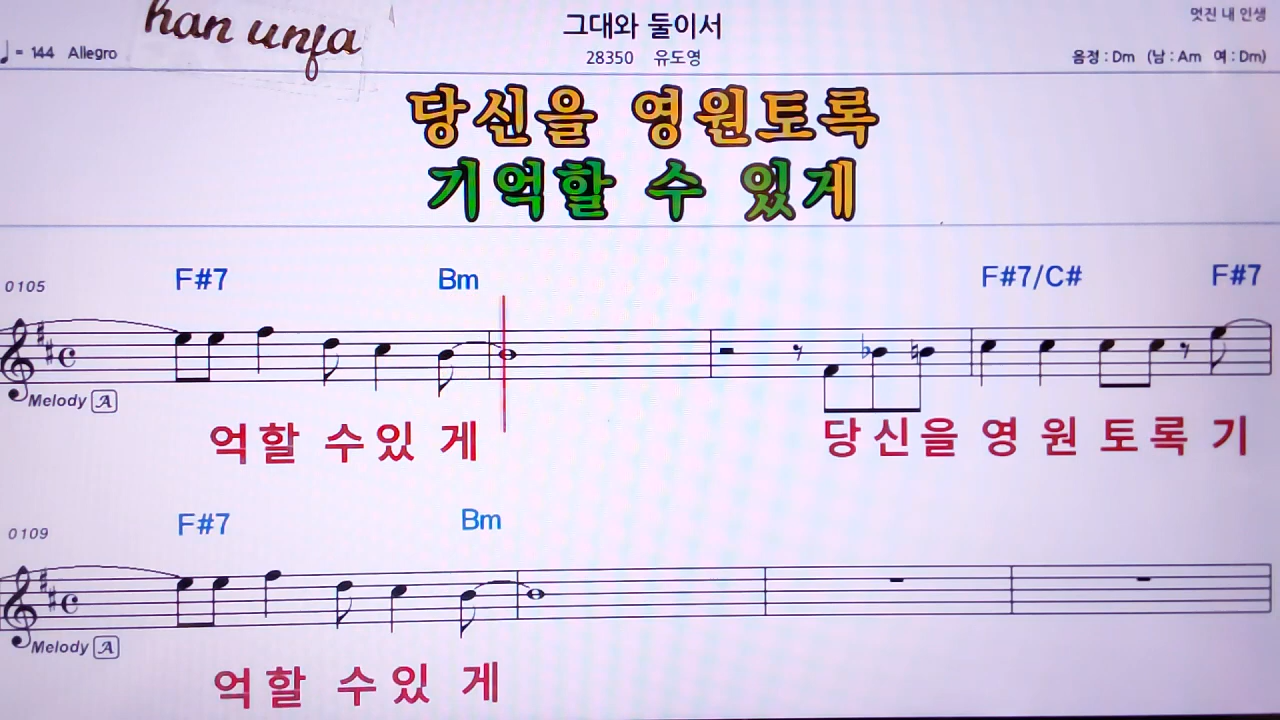 han unja
그대와 둘이서
멋진 내 인생
♩ = 144 Allegro
28350 유도영
음정 : Dm (남 : Am 여 : Dm)
당신을 영원토록
기억할 수 있게
0105
F#7 Bm F#7/C# F#7
Melody A
억할 수있 게 당신을 영 원 토록 기
0109
F#7 Bm
Melody A
억할 수있 게